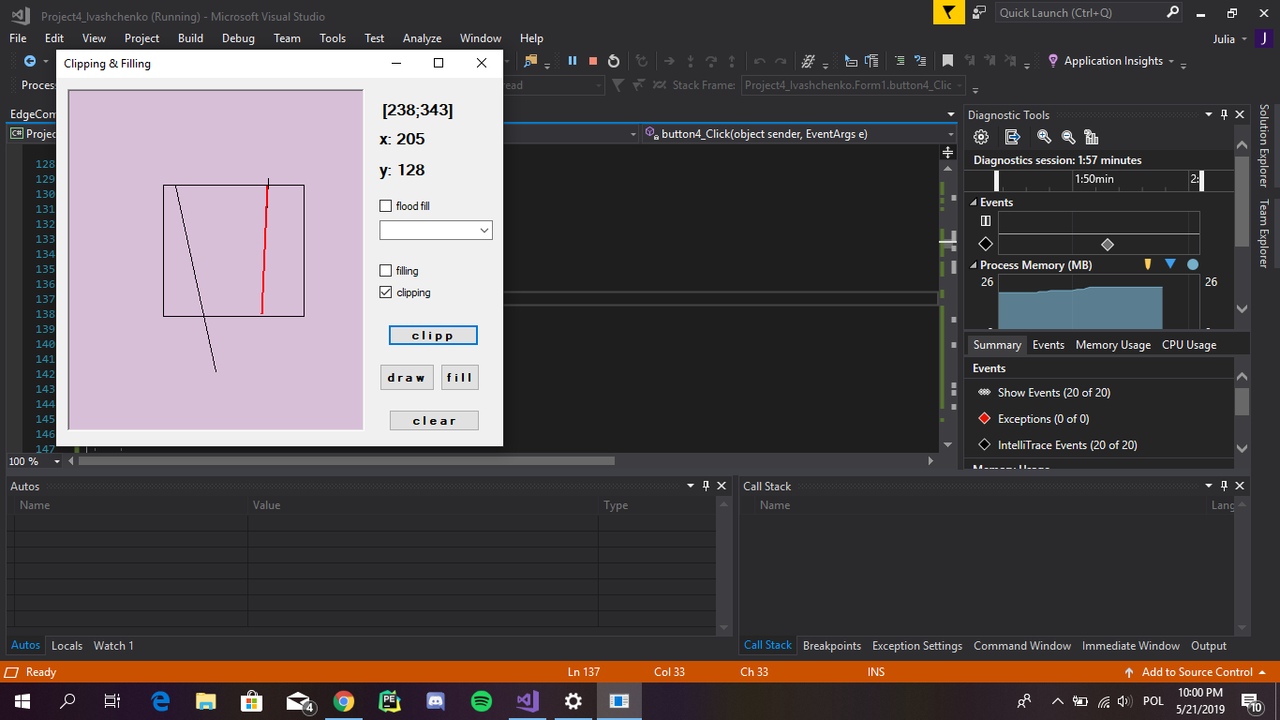 Project4_Ivashchenko (Running) - Microsoft Visual Studio
Quick Launch (Ctrl+Q)
File Edit View Project Build Debug Team Tools Test Analyze Window Help
Julia J
Clipping & Filling
Application Insights
Stack Frame: Project4_Ivashchenko.Form1.button4_Clic
button4_Click(object sender, EventArgs e)
[238;343]
x: 205
y: 128
flood fill
filling
clipping
clipp
draw fill
clear
128
129
130
131
132
133
134
135
136
137
138
139
140
141
142
143
144
145
146
147
100 %
Diagnostic Tools
Diagnostics session: 1:57 minutes
1:50min 2:
Events
Process Memory (MB)
26 26
Summary Events Memory Usage CPU Usage
Events
Show Events (20 of 20)
Exceptions (0 of 0)
IntelliTrace Events (20 of 20)
Solution Explorer
Team Explorer
Autos
Name Value Type
Autos Locals Watch 1
Call Stack
Name Lang
Call Stack Breakpoints Exception Settings Command Window Immediate Window Output
Ready Ln 137 Col 33 Ch 33 INS Add to Source Control
4
PE
POL
10:00 PM
5/21/2019
10